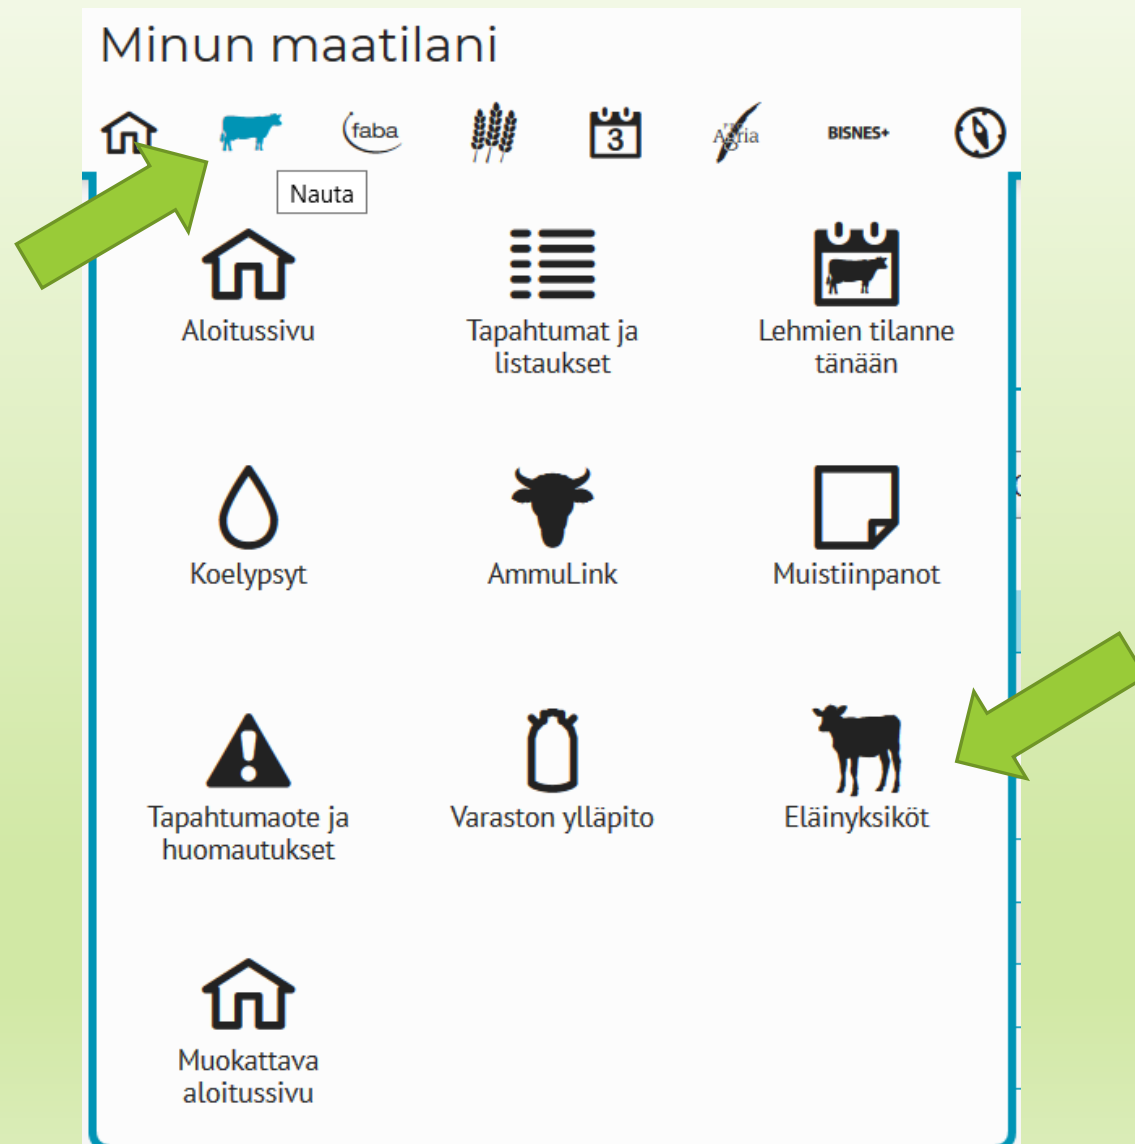 Minun maatilani
faba
3
Agria
BISNES+
Nauta
Aloitussivu
Tapahtumat ja
listaukset
Lehmien tilanne
tänään
Koelypsyt
AmmuLink
Muistiinpanot
Tapahtumaote ja
huomautukset
Varaston ylläpito
Eläinyksiköt
Muokattava
aloitussivu